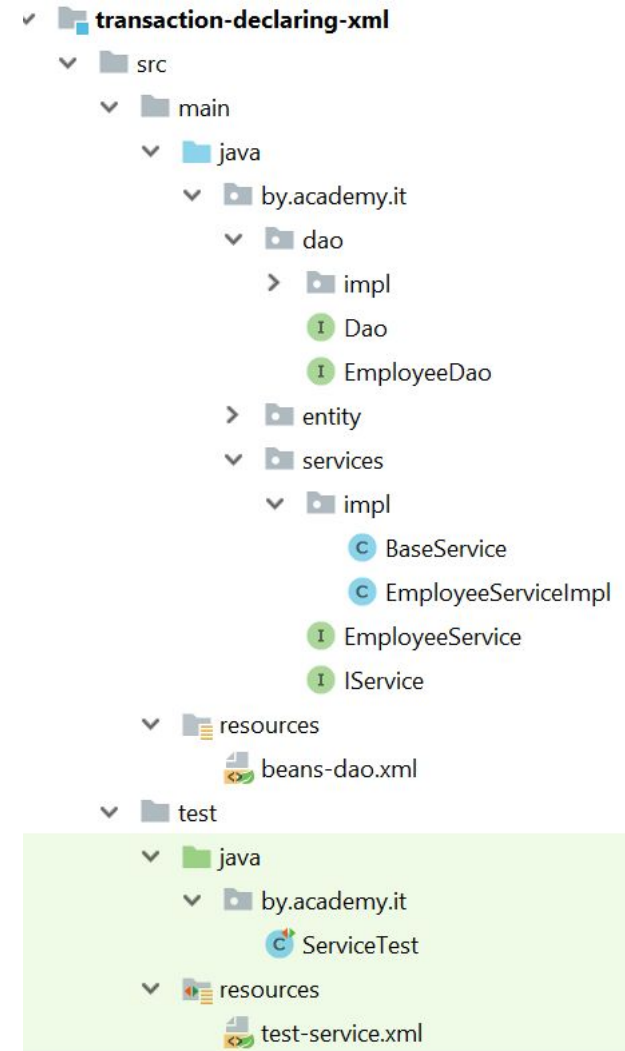 transaction-declaring-xml
src
main
java
by.academy.it
dao
impl
I Dao
I EmployeeDao
entity
services
impl
C BaseService
C EmployeeServiceImpl
I EmployeeService
I IService
resources
beans-dao.xml
test
java
by.academy.it
C ServiceTest
resources
test-service.xml